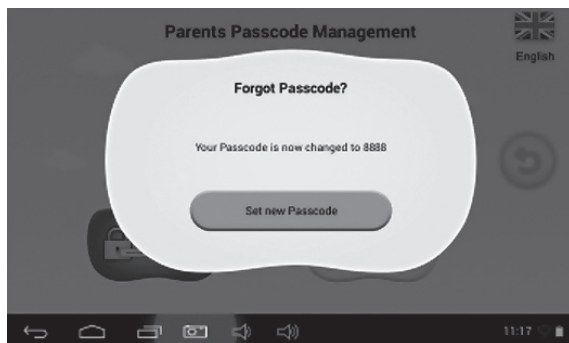 Parents Passcode Management
English
Forgot Passcode?
Your Passcode is now changed to 8888
Set new Passcode
11:17